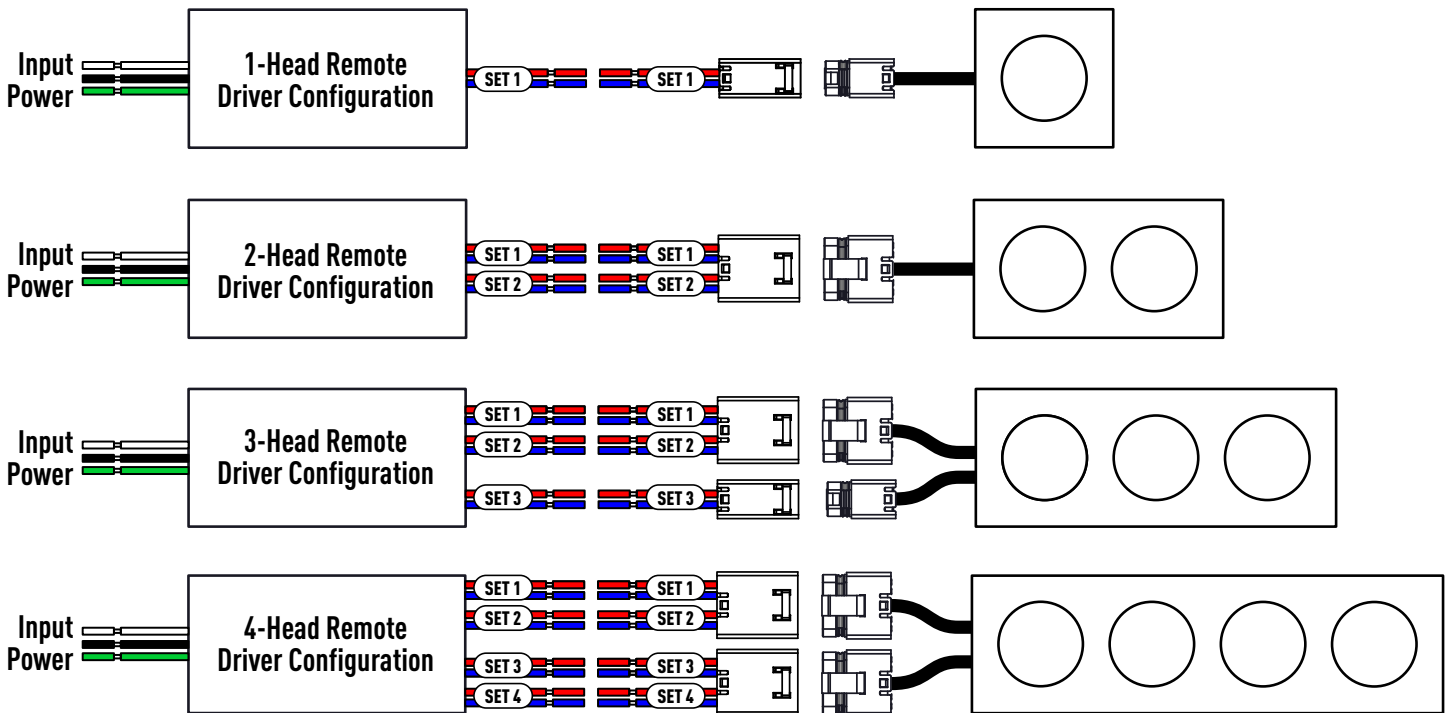 Input
Power
1-Head Remote
Driver Configuration
SET 1
SET 1
Input
Power
2-Head Remote
Driver Configuration
SET 1
SET 1
SET 2
SET 2
Input
Power
3-Head Remote
Driver Configuration
SET 1
SET 1
SET 2
SET 2
SET 3
SET 3
Input
Power
4-Head Remote
Driver Configuration
SET 1
SET 1
SET 2
SET 2
SET 3
SET 3
SET 4
SET 4